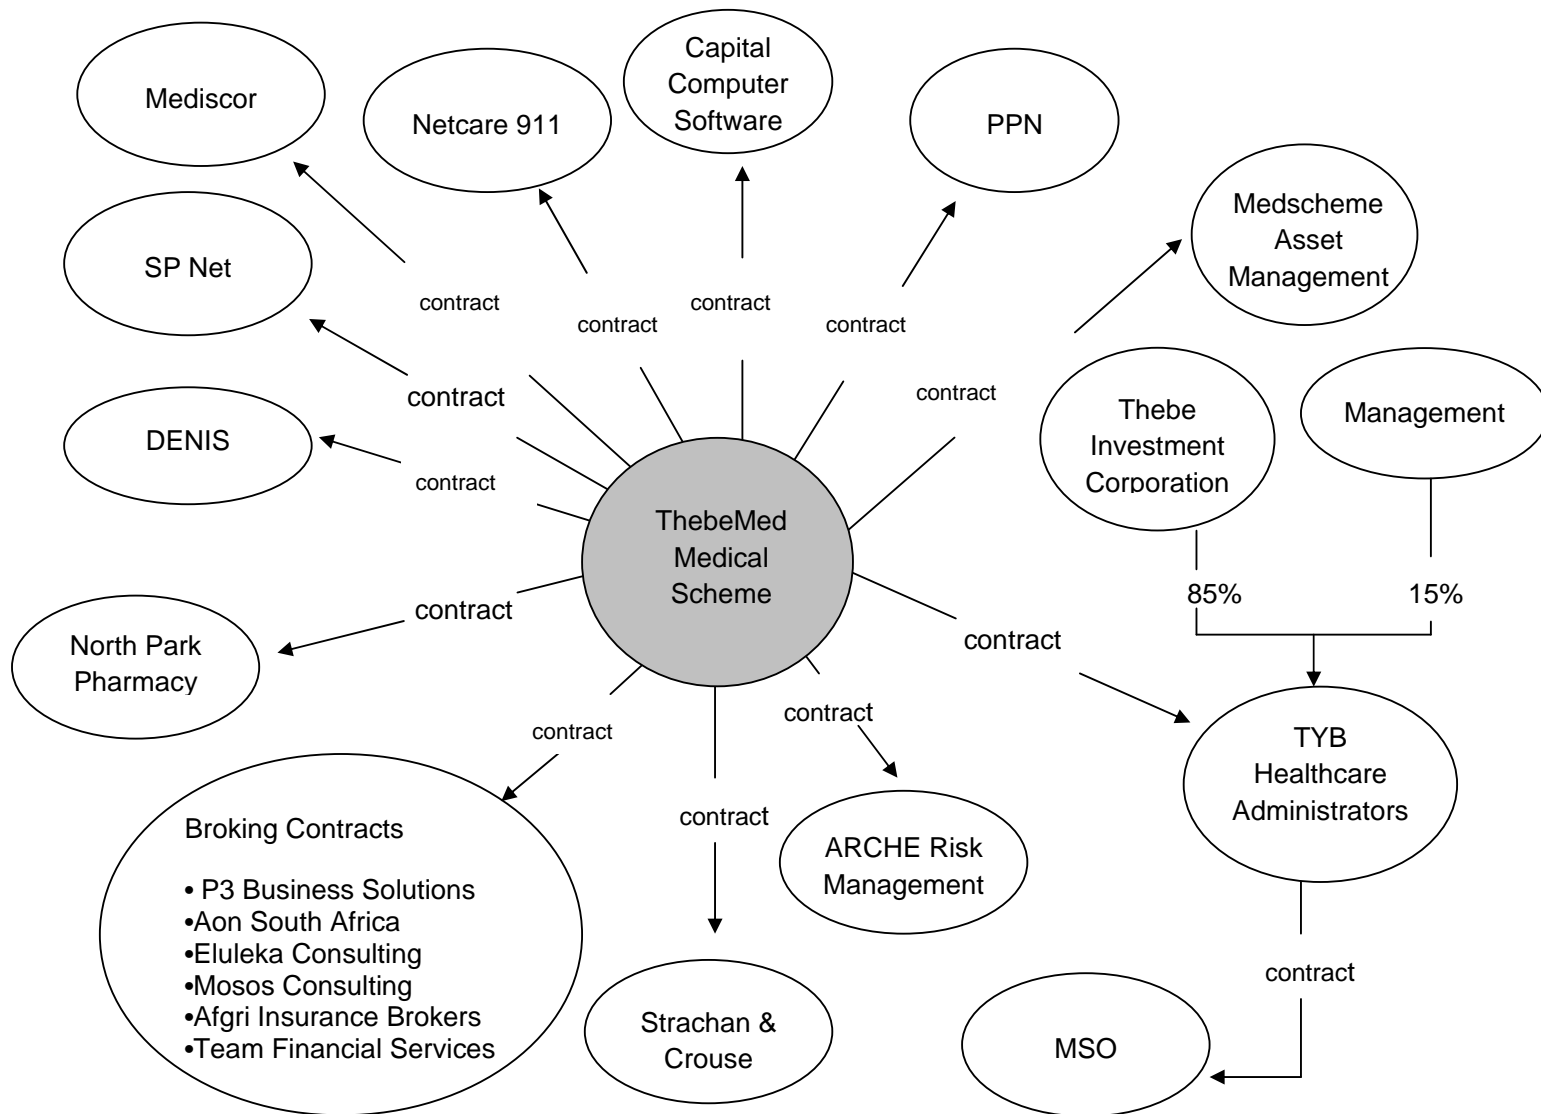 Capital
Computer
Software
Mediscor
Netcare 911
PPN
Medscheme
Asset
Management
SP Net
contract
contract
contract
contract
contract
contract
contract
Thebe
Investment
Corporation
Management
DENIS
ThebeMed
Medical
Scheme
85%
15%
contract
contract
North Park
Pharmacy
contract
contract
contract
TYB
Healthcare
Administrators
Broking Contracts
• P3 Business Solutions
•Aon South Africa
•Eluleka Consulting
•Mosos Consulting
•Afgri Insurance Brokers
•Team Financial Services
ARCHE Risk
Management
contract
Strachan &
Crouse
MSO